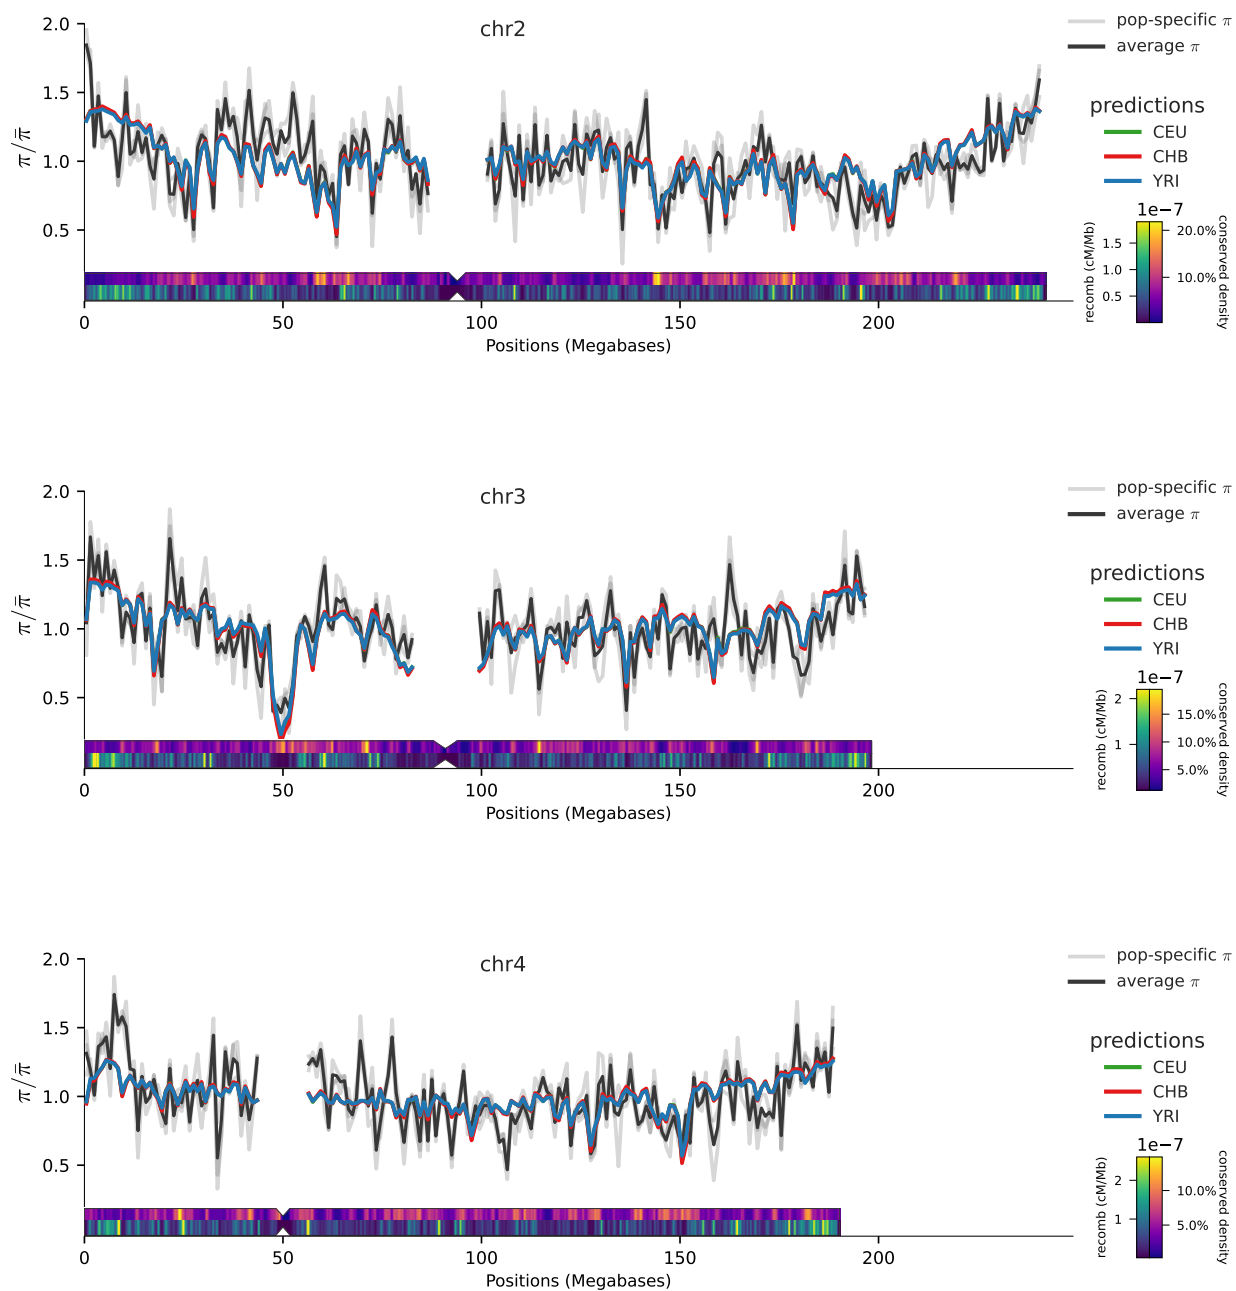 chr2
2.0
1.5
1.0
0.5
π/π̄
0
50
100
150
200
Positions (Megabases)
pop-specific π
average π
predictions
CEU
CHB
YRI
1e−7
recomb (cM/Mb)
1.5
1.0
0.5
20.0%
10.0%
conserved density
chr3
2.0
1.5
1.0
0.5
π/π̄
0
50
100
150
200
Positions (Megabases)
pop-specific π
average π
predictions
CEU
CHB
YRI
1e−7
recomb (cM/Mb)
2
1
15.0%
10.0%
5.0%
conserved density
chr4
2.0
1.5
1.0
0.5
π/π̄
0
50
100
150
200
Positions (Megabases)
pop-specific π
average π
predictions
CEU
CHB
YRI
1e−7
recomb (cM/Mb)
2
1
10.0%
5.0%
conserved density